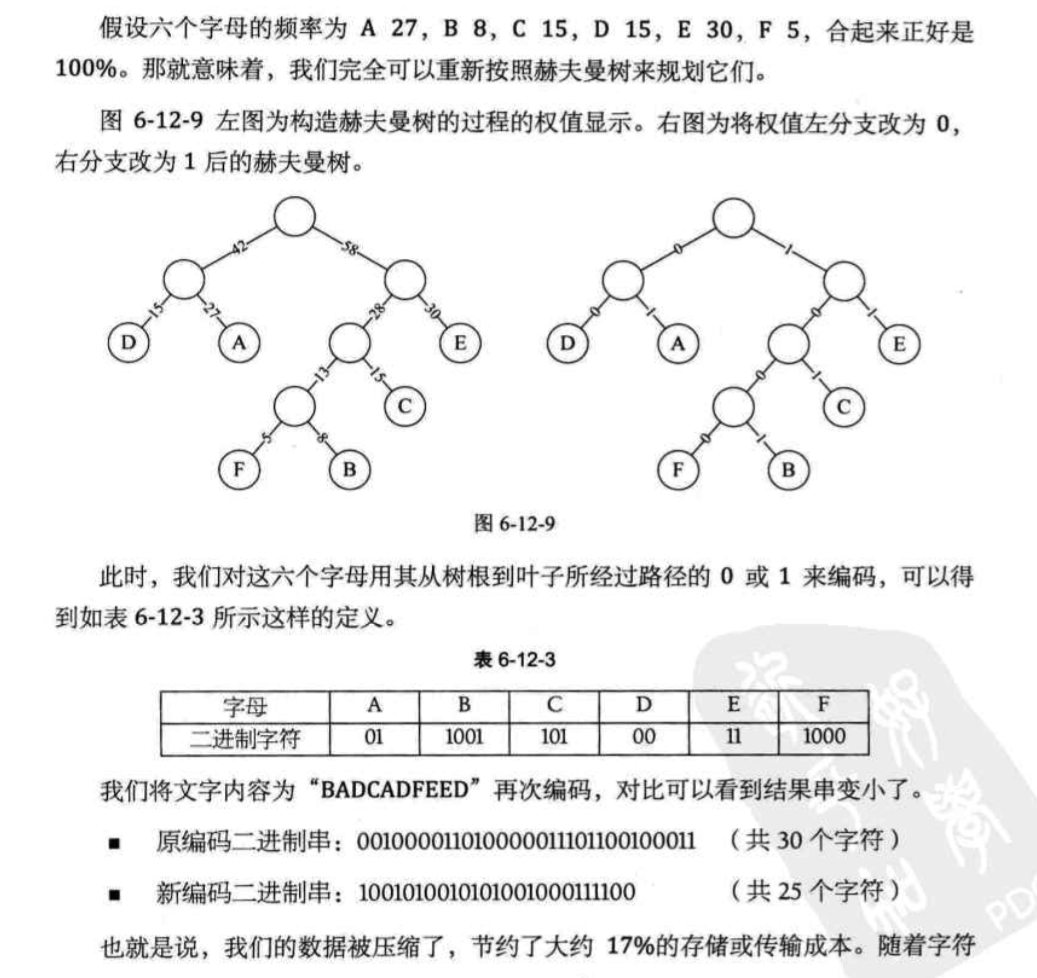 假设六个字母的频率为 A 27，B 8，C 15，D 15，E 30，F 5，合起来正好是
100%。那就意味着，我们完全可以重新按照赫夫曼树来规划它们。
图 6-12-9 左图为构造赫夫曼树的过程的权值显示。右图为将权值左分支改为 0，
右分支改为 1 后的赫夫曼树。
42 58
15 27 28 30
D A E
13 15
C
5 8
F B
0 1
0 1 0 1
D A E
0 1
C
0 1
F B
图 6-12-9
此时，我们对这六个字母用其从树根到叶子所经过路径的 0 或 1 来编码，可以得
到如表 6-12-3 所示这样的定义。
表 6-12-3
字母 A B C D E F
二进制字符 01 1001 101 00 11 1000
我们将文字内容为“BADCADFEED”再次编码，对比可以看到结果串变小了。
■ 原编码二进制串：001000011010000011101100100011 （共 30 个字符）
■ 新编码二进制串：1001010010101001000111100 （共 25 个字符）
也就是说，我们的数据被压缩了，节约了大约 17%的存储或传输成本。随着字符